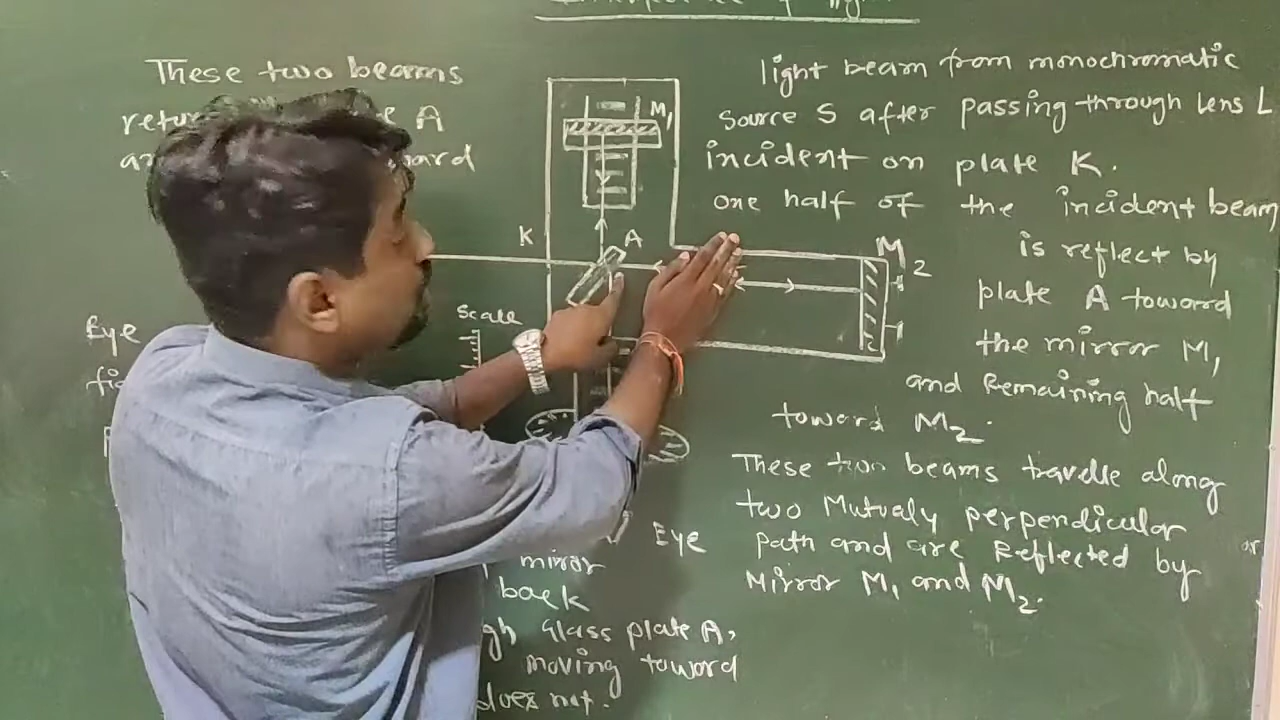 These two beams
A
light beam from monochromatic
Source S after passing through Lens L
incident on plate K.
one half of the incident beam
is reflect by
plate A toward
the mirror M1
and Remaining half
toward M2.
These two beams travelle along
two Mutualy perpendicular
path and are Reflected by
Mirror M1 and M2.
M1
K
A
M2
Scale
Eye
Eye
mirror
back
Glass plate A,
moving toward
does not.
or